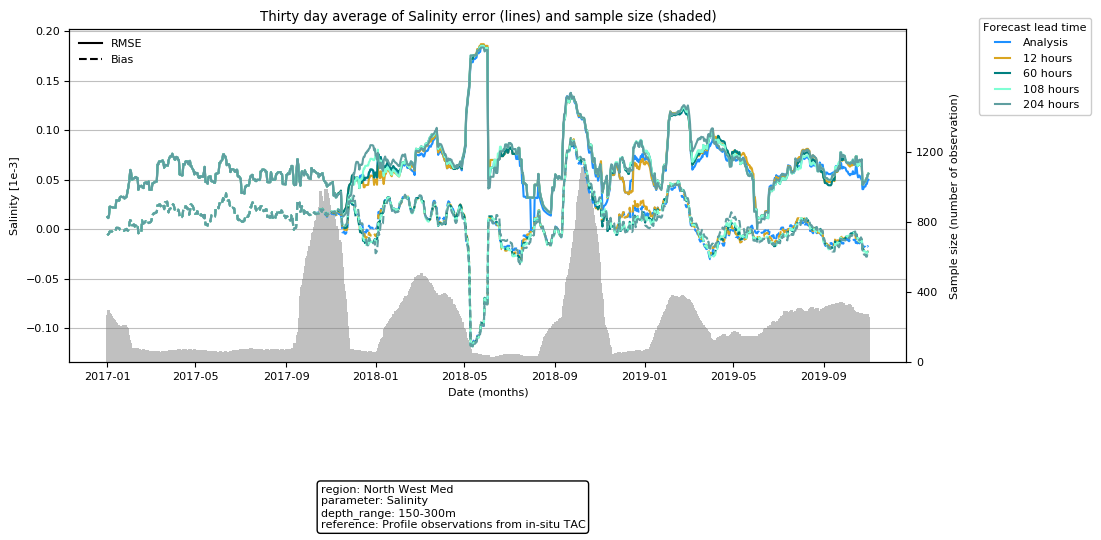 Thirty day average of Salinity error (lines) and sample size (shaded)
Forecast lead time
Analysis
12 hours
60 hours
108 hours
204 hours
RMSE
Bias
0.20
0.15
0.10
0.05
0.00
−0.05
−0.10
Salinity [1e-3]
1200
800
400
0
Sample size (number of observation)
2017-01
2017-05
2017-09
2018-01
2018-05
2018-09
2019-01
2019-05
2019-09
Date (months)
region: North West Med
parameter: Salinity
depth_range: 150-300m
reference: Profile observations from in-situ TAC